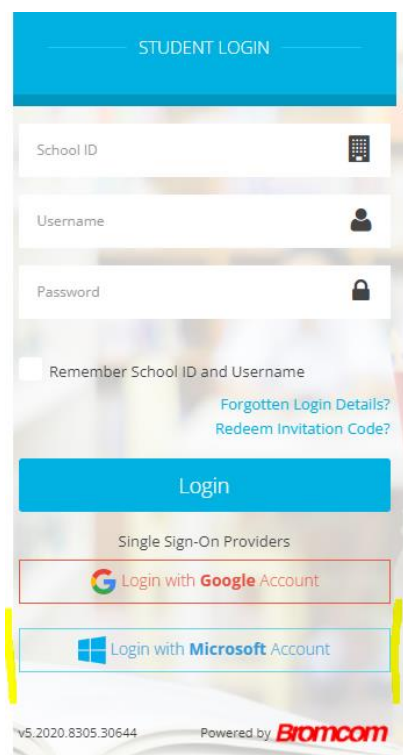 STUDENT LOGIN
School ID
Username
Password
Remember School ID and Username
Forgotten Login Details?
Redeem Invitation Code?
Login
Single Sign-On Providers
Login with Google Account
Login with Microsoft Account
v5.2020.8305.30644 Powered by Bromcom